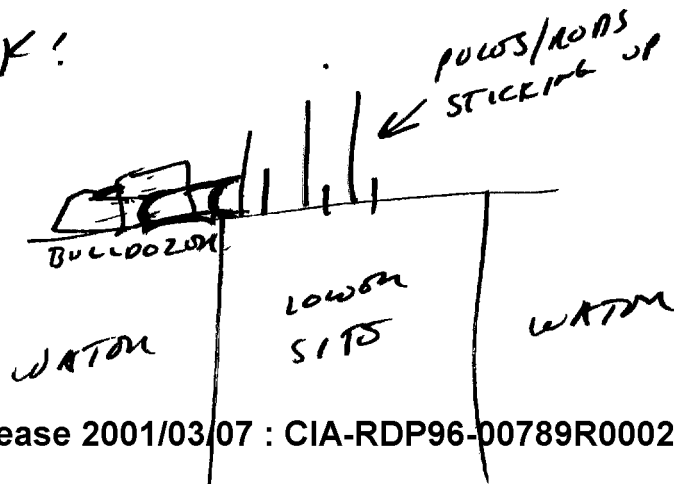 K!
POLES/RODS
STICKING UP
BULLDOZER
LOWER
SITE
WATER
WATER
ease 2001/03/07 : CIA-RDP96-00789R0002